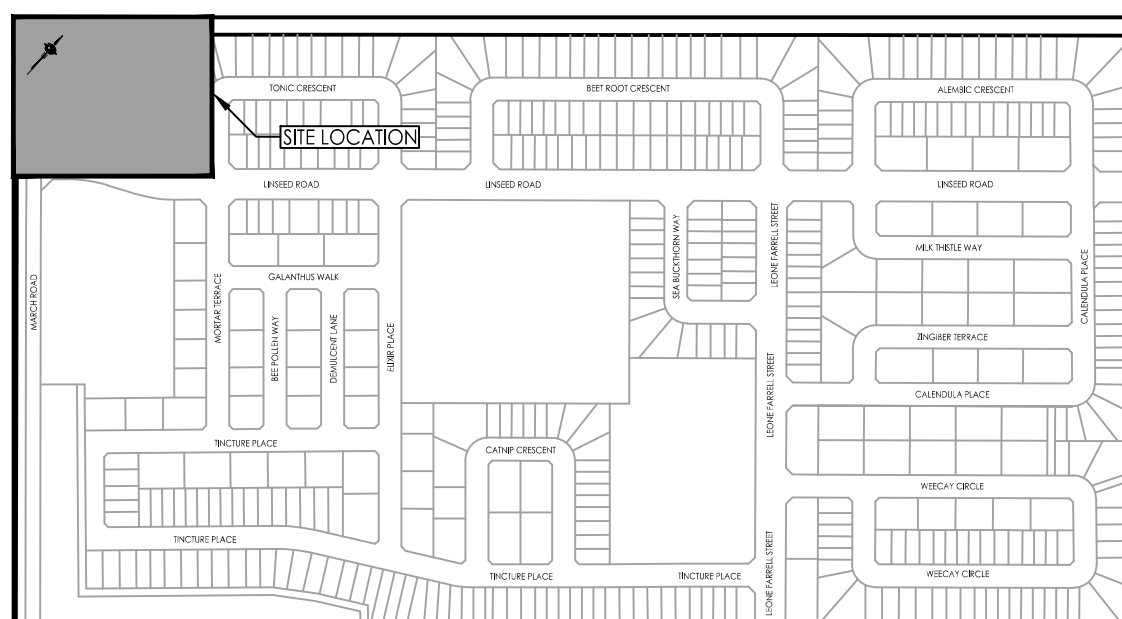 TONIC CRESCENT
BEET ROOT CRESCENT
ALEMBIC CRESCENT
SITE LOCATION
LINSEED ROAD
LINSEED ROAD
LINSEED ROAD
MARCH ROAD
MORTAR TERRACE
GALANTHUS WALK
BEE POLLEN WAY
DEMULCENT LANE
ELIXIR PLACE
SEA BUCKTHORN WAY
LEONE FARRELL STREET
MILK THISTLE WAY
CALENDULA PLACE
ZINGIBER TERRACE
LEONE FARRELL STREET
CALENDULA PLACE
TINCTURE PLACE
CATNIP CRESCENT
WEECAY CIRCLE
TINCTURE PLACE
TINCTURE PLACE
TINCTURE PLACE
LEONE FARRELL STREET
WEECAY CIRCLE